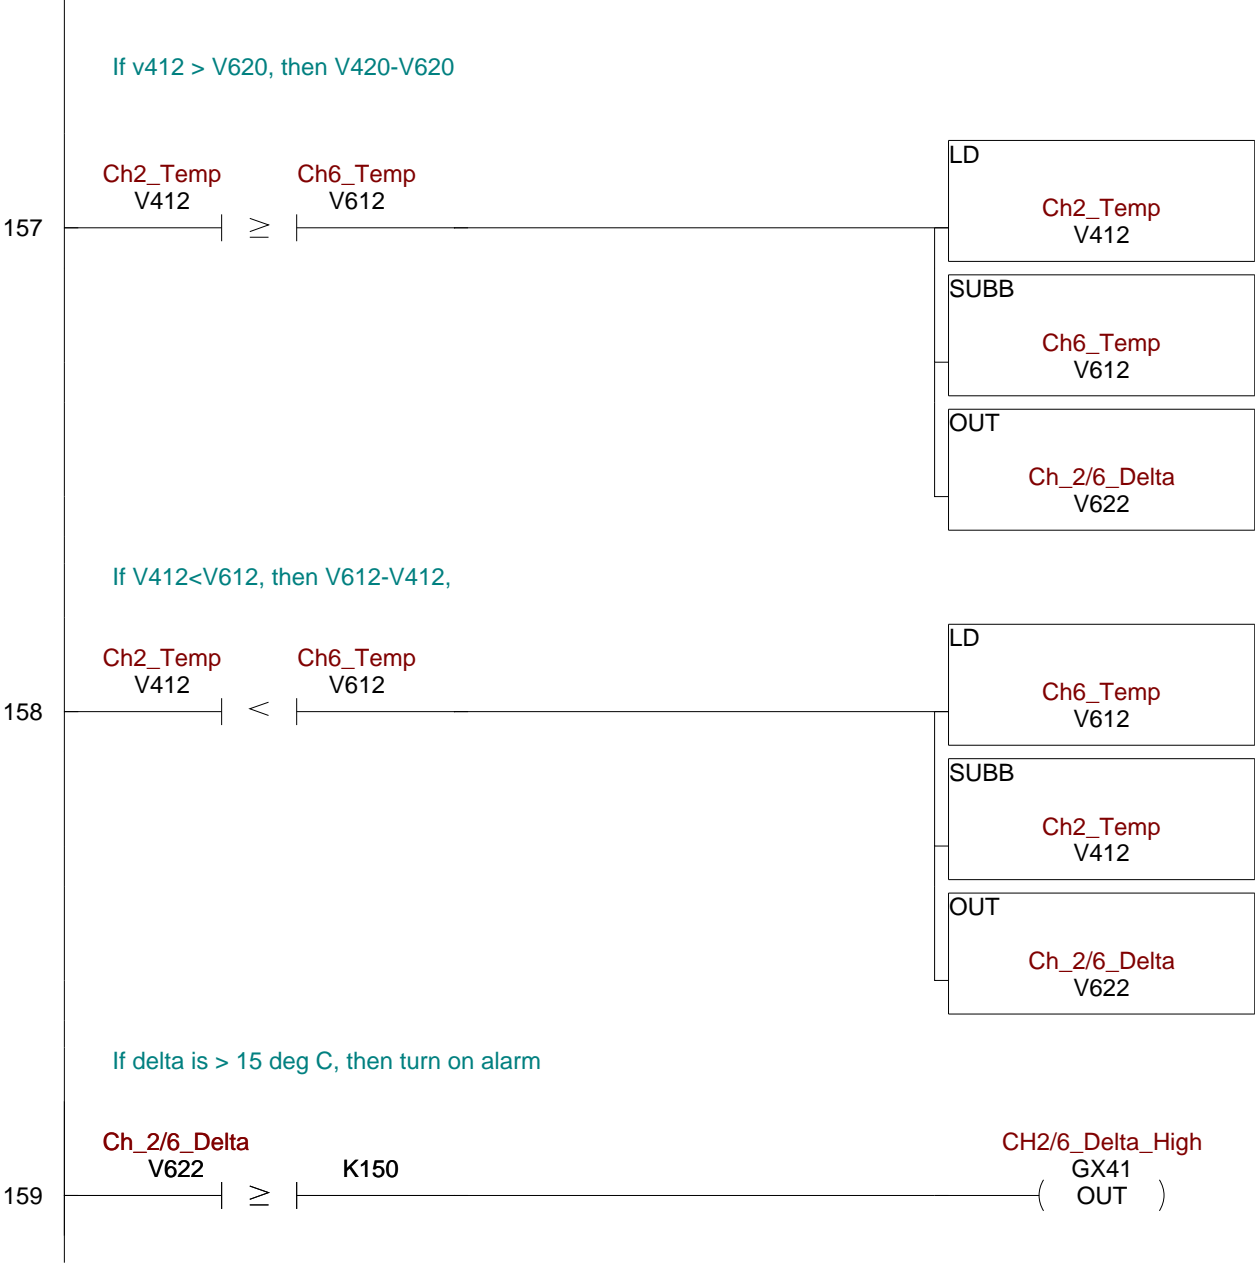 If v412 > V620, then V420-V620
Ch2_Temp
V412
Ch6_Temp
V612
157
≥
LD
Ch2_Temp
V412
SUBB
Ch6_Temp
V612
OUT
Ch_2/6_Delta
V622
If V412<V612, then V612-V412,
Ch2_Temp
V412
Ch6_Temp
V612
158
<
LD
Ch6_Temp
V612
SUBB
Ch2_Temp
V412
OUT
Ch_2/6_Delta
V622
If delta is > 15 deg C, then turn on alarm
Ch_2/6_Delta
V622
K150
159
≥
CH2/6_Delta_High
GX41
OUT